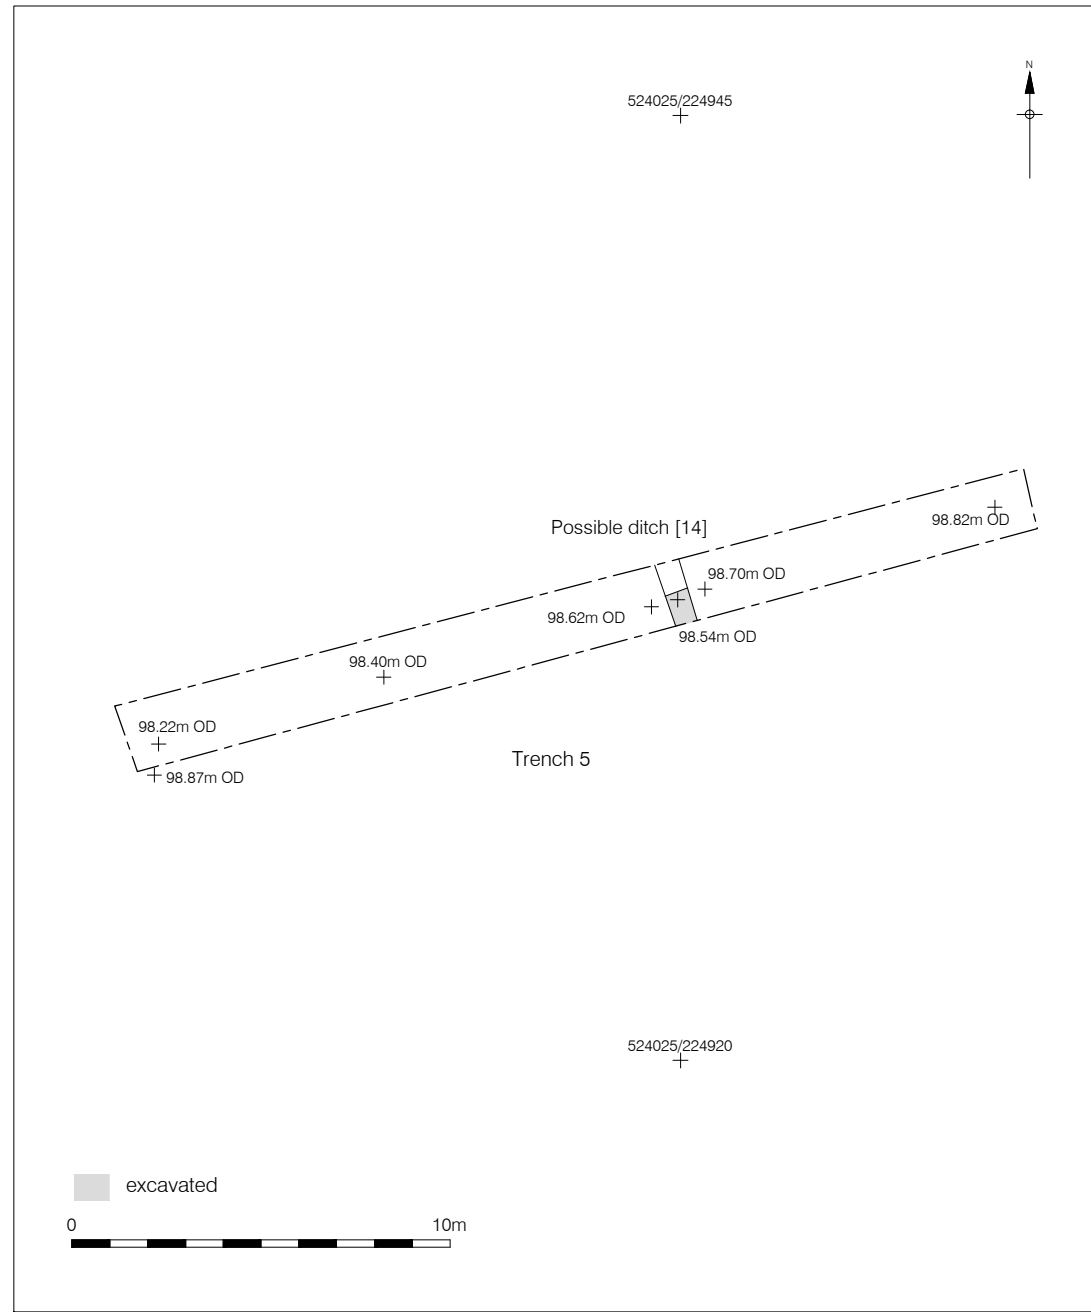 N
524025/224945
98.82m OD
Possible ditch [14]
98.70m OD
98.62m OD
98.54m OD
98.40m OD
98.22m OD
98.87m OD
Trench 5
524025/224920
excavated
0 10m